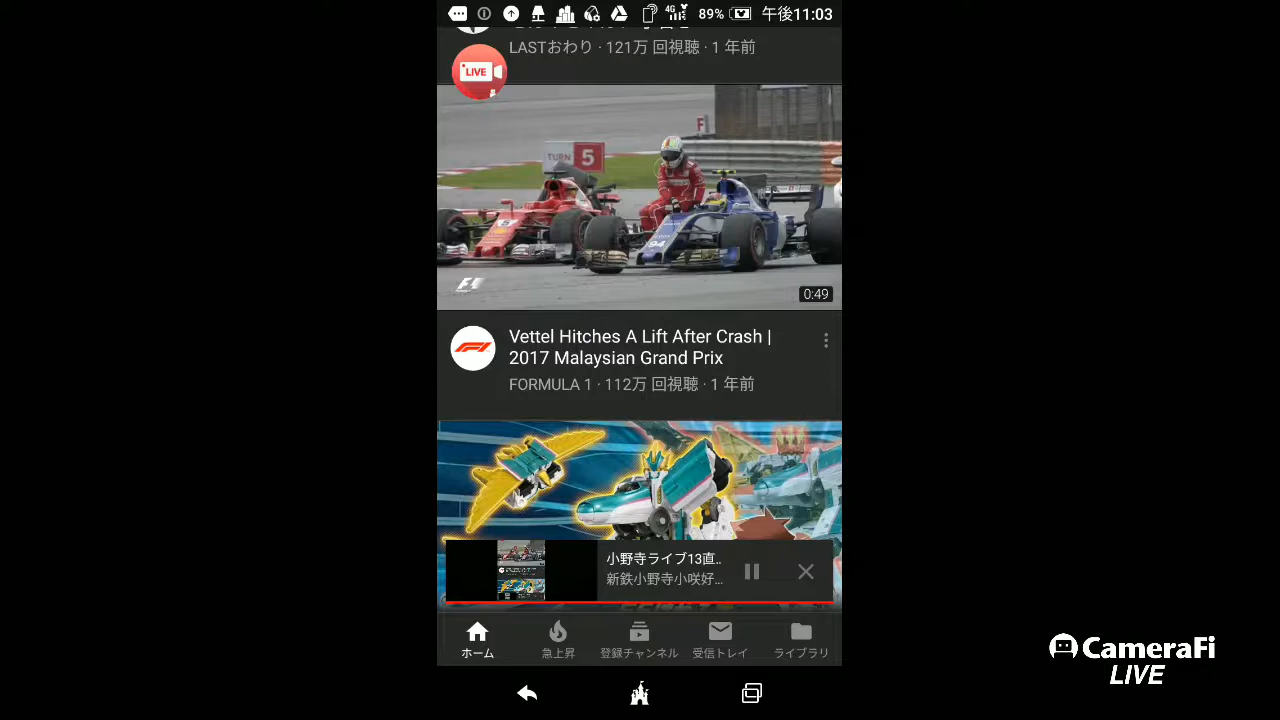 4G 89% 午後11:03
LASTおわり · 121万 回視聴 · 1 年前
LIVE
F
TURN 5
5
94
F1
0:49
Vettel Hitches A Lift After Crash |
2017 Malaysian Grand Prix
FORMULA 1 · 112万 回視聴 · 1 年前
小野寺ライブ13直..
新鉄小野寺小咲好...
ホーム 急上昇 登録チャンネル 受信トレイ ライブラリ
CameraFi
LIVE